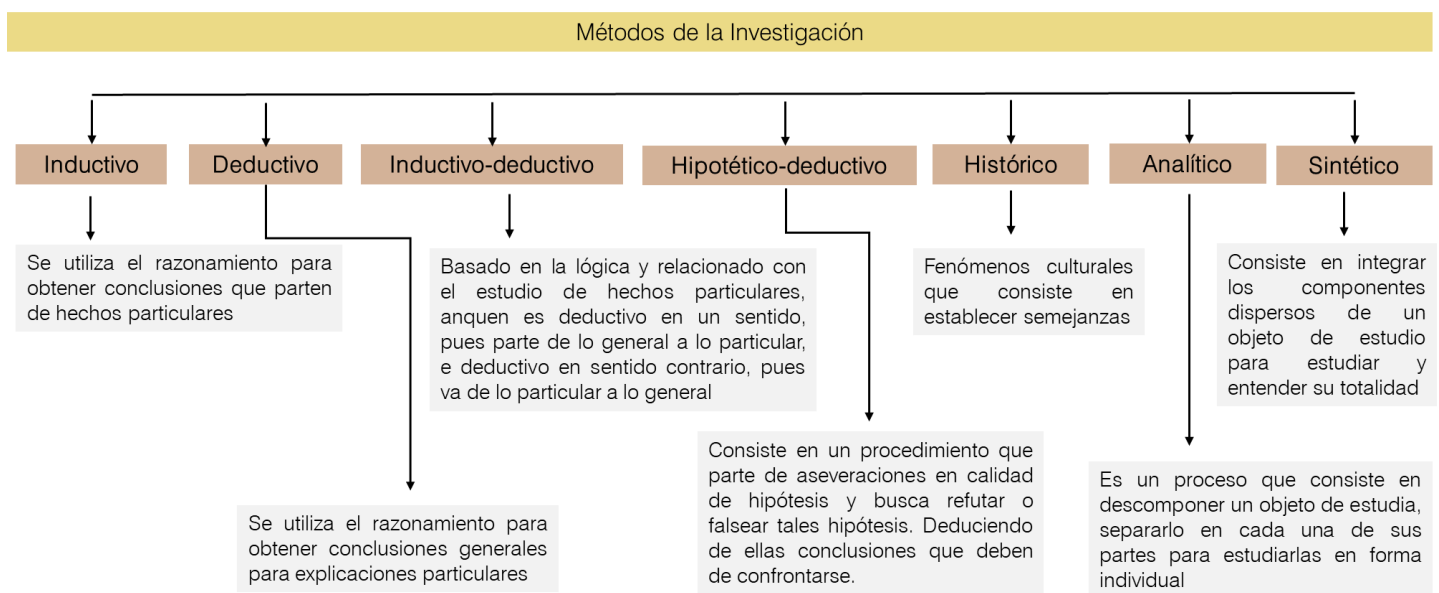 Métodos de la Investigación
Inductivo
Deductivo
Inductivo-deductivo
Hipotético-deductivo
Histórico
Analítico
Sintético
Se utiliza el razonamiento para
obtener conclusiones que parten
de hechos particulares
Se utiliza el razonamiento para
obtener conclusiones generales
para explicaciones particulares
Basado en la lógica y relacionado con
el estudio de hechos particulares,
anquen es deductivo en un sentido,
pues parte de lo general a lo particular,
e deductivo en sentido contrario, pues
va de lo particular a lo general
Consiste en un procedimiento que
parte de aseveraciones en calidad
de hipótesis y busca refutar o
falsear tales hipótesis. Deduciendo
de ellas conclusiones que deben
de confrontarse.
Fenómenos culturales
que consiste en
establecer semejanzas
Es un proceso que consiste en
descomponer un objeto de estudia,
separarlo en cada una de sus
partes para estudiarlas en forma
individual
Consiste en integrar
los componentes
dispersos de un
objeto de estudio
para estudiar y
entender su totalidad